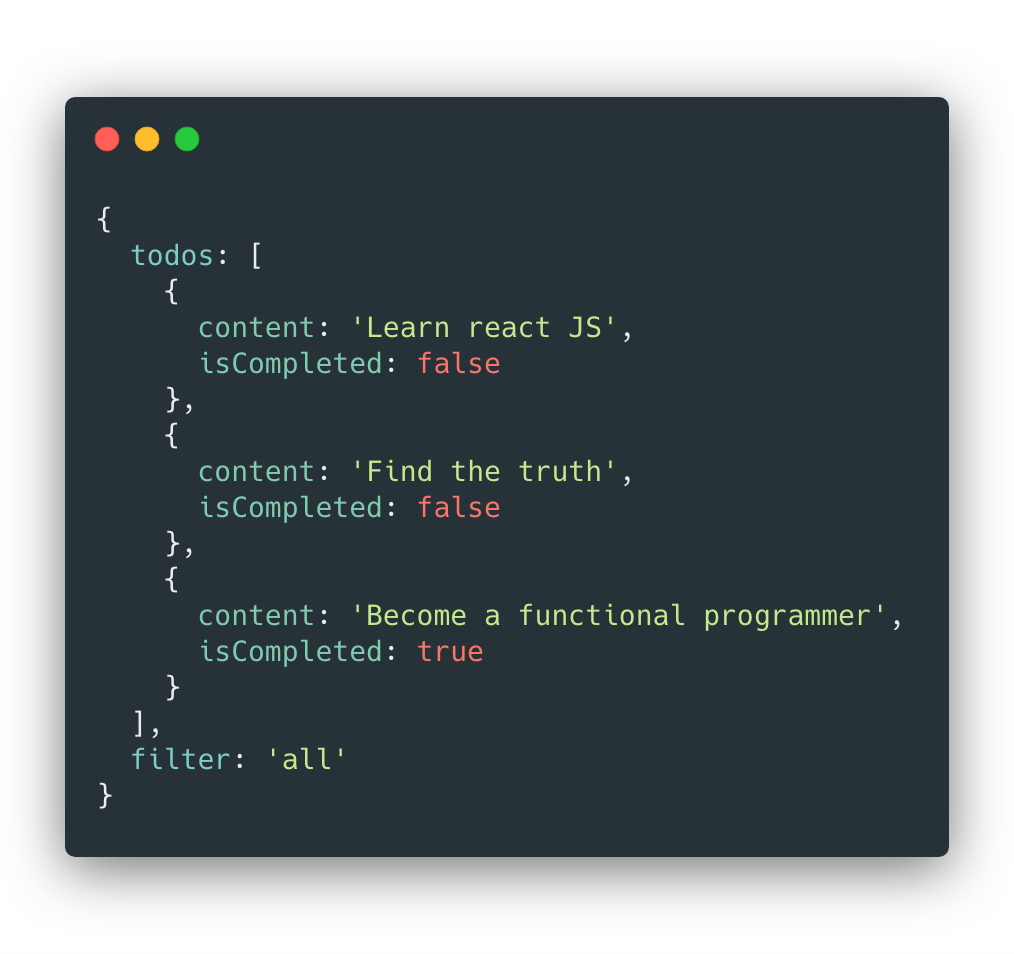 {
  todos: [
    {
      content: 'Learn react JS',
      isCompleted: false
    },
    {
      content: 'Find the truth',
      isCompleted: false
    },
    {
      content: 'Become a functional programmer',
      isCompleted: true
    }
  ],
  filter: 'all'
}